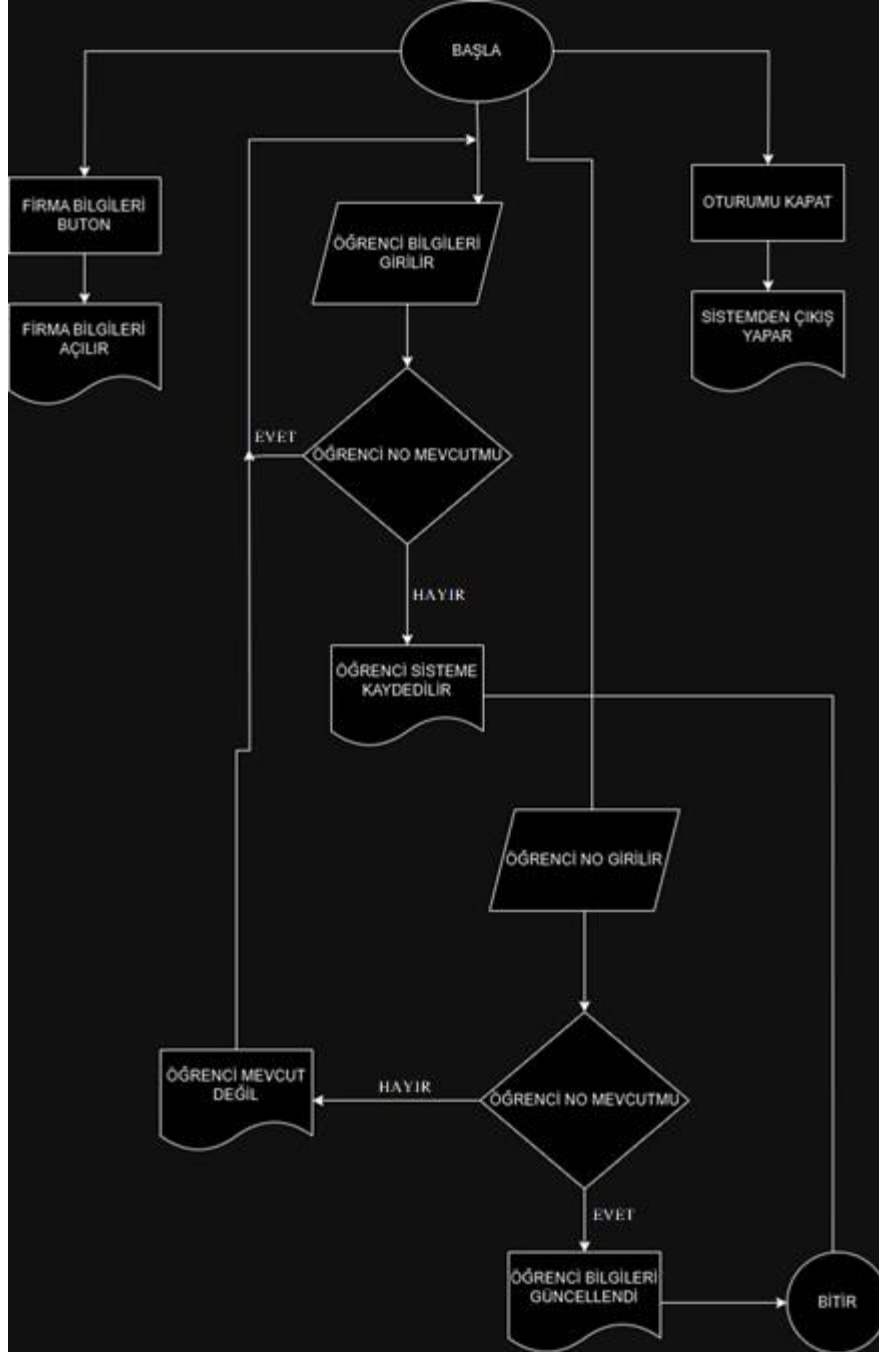 BAŞLA
FİRMA BİLGİLERİ
BUTON
OTURUMU KAPAT
ÖĞRENCİ BİLGİLERİ
GİRİLİR
FİRMA BİLGİLERİ
AÇILIR
SİSTEMDEN ÇIKIŞ
YAPAR
EVET
ÖĞRENCİ NO MEVCUTMU
HAYIR
ÖĞRENCİ SİSTEME
KAYDEDİLİR
ÖĞRENCİ NO GİRİLİR
ÖĞRENCİ MEVCUT
DEĞİL
HAYIR
ÖĞRENCİ NO MEVCUTMU
EVET
ÖĞRENCİ BİLGİLERİ
GÜNCELLENDİ
BİTİR